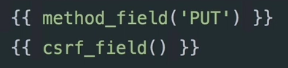 {{ method_field('PUT') }}
{{ csrf_field() }}